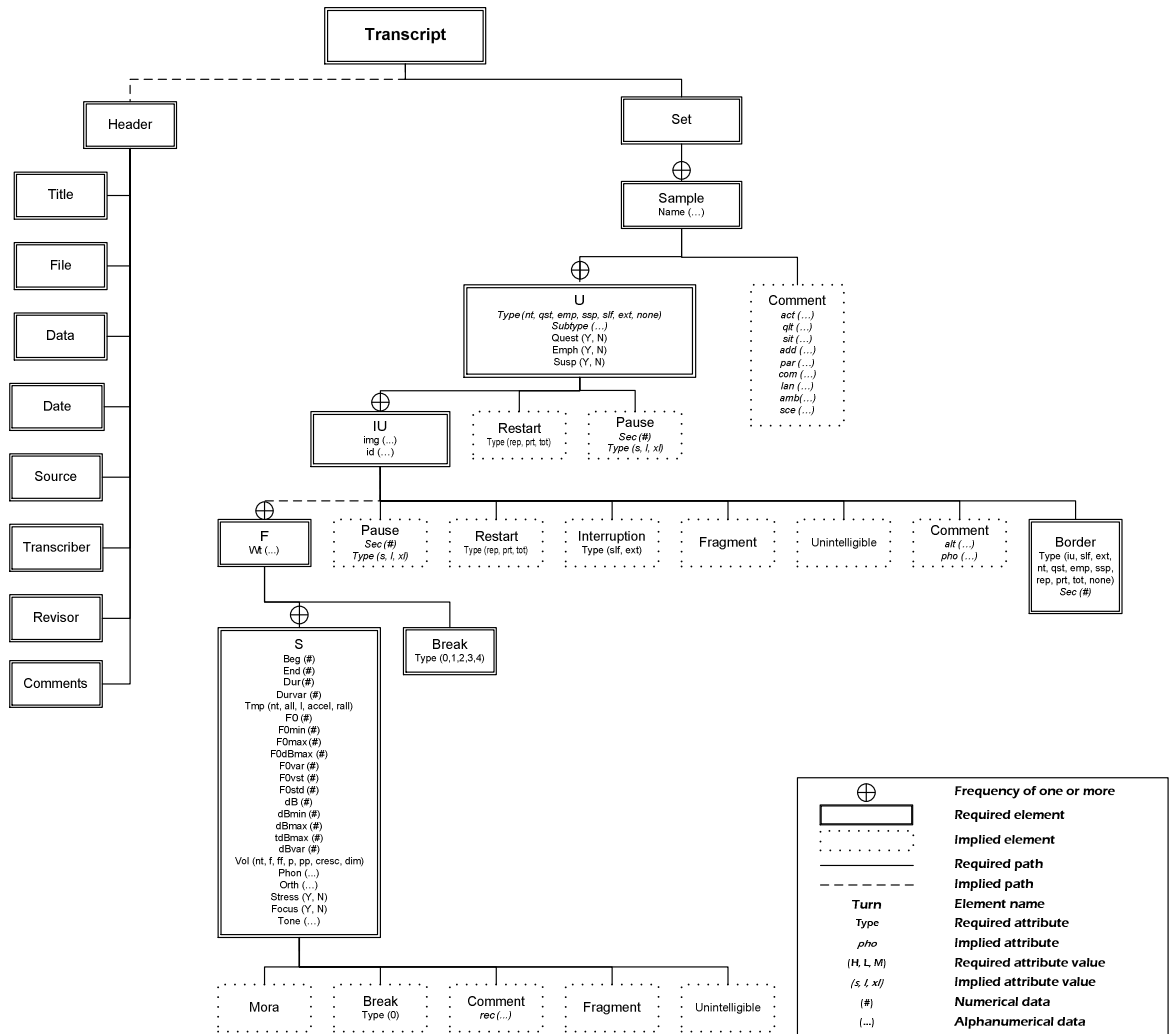 Transcript
Header
Set
Title
Sample
Name (…)
File
U
Type (nt, qst, emp, ssp, slf, ext, none)
Subtype (…)
Quest (Y, N)
Emph (Y, N)
Susp (Y, N)
Comment
act (…)
qlt (…)
sit (…)
add (…)
par (…)
com (…)
lan (…)
amb(…)
sce (…)
Data
Date
IU
img (...)
id (…)
Restart
Type (rep, prt, tot)
Pause
Sec (#)
Type (s, l, xl)
Source
Transcriber
F
Wt (…)
Pause
Sec (#)
Type (s, l, xl)
Restart
Type (rep, prt, tot)
Interruption
Type (slf, ext)
Fragment
Unintelligible
Comment
alt (…)
pho (…)
Border
Type (iu, slf, ext,
nt, qst, emp, ssp,
rep, prt, tot, none)
Sec (#)
Revisor
Comments
S
Beg (#)
End (#)
Dur(#)
Durvar (#)
Tmp (nt, all, l, accel, rall)
F0 (#)
F0min (#)
F0max (#)
F0dBmax (#)
F0var (#)
F0vst (#)
F0std (#)
dB (#)
dBmin (#)
dBmax (#)
tdBmax (#)
dBvar (#)
Vol (nt, f, ff, p, pp, cresc, dim)
Phon (...)
Orth (…)
Stress (Y, N)
Focus (Y, N)
Tone (…)
Break
Type (0,1,2,3,4)
Mora
Break
Type (0)
Comment
rec (...)
Fragment
Unintelligible
Frequency of one or more
Required element
Implied element
Required path
Implied path
Turn Element name
Type Required attribute
pho Implied attribute
(H, L, M) Required attribute value
(s, l, xl) Implied attribute value
(#) Numerical data
(...) Alphanumerical data